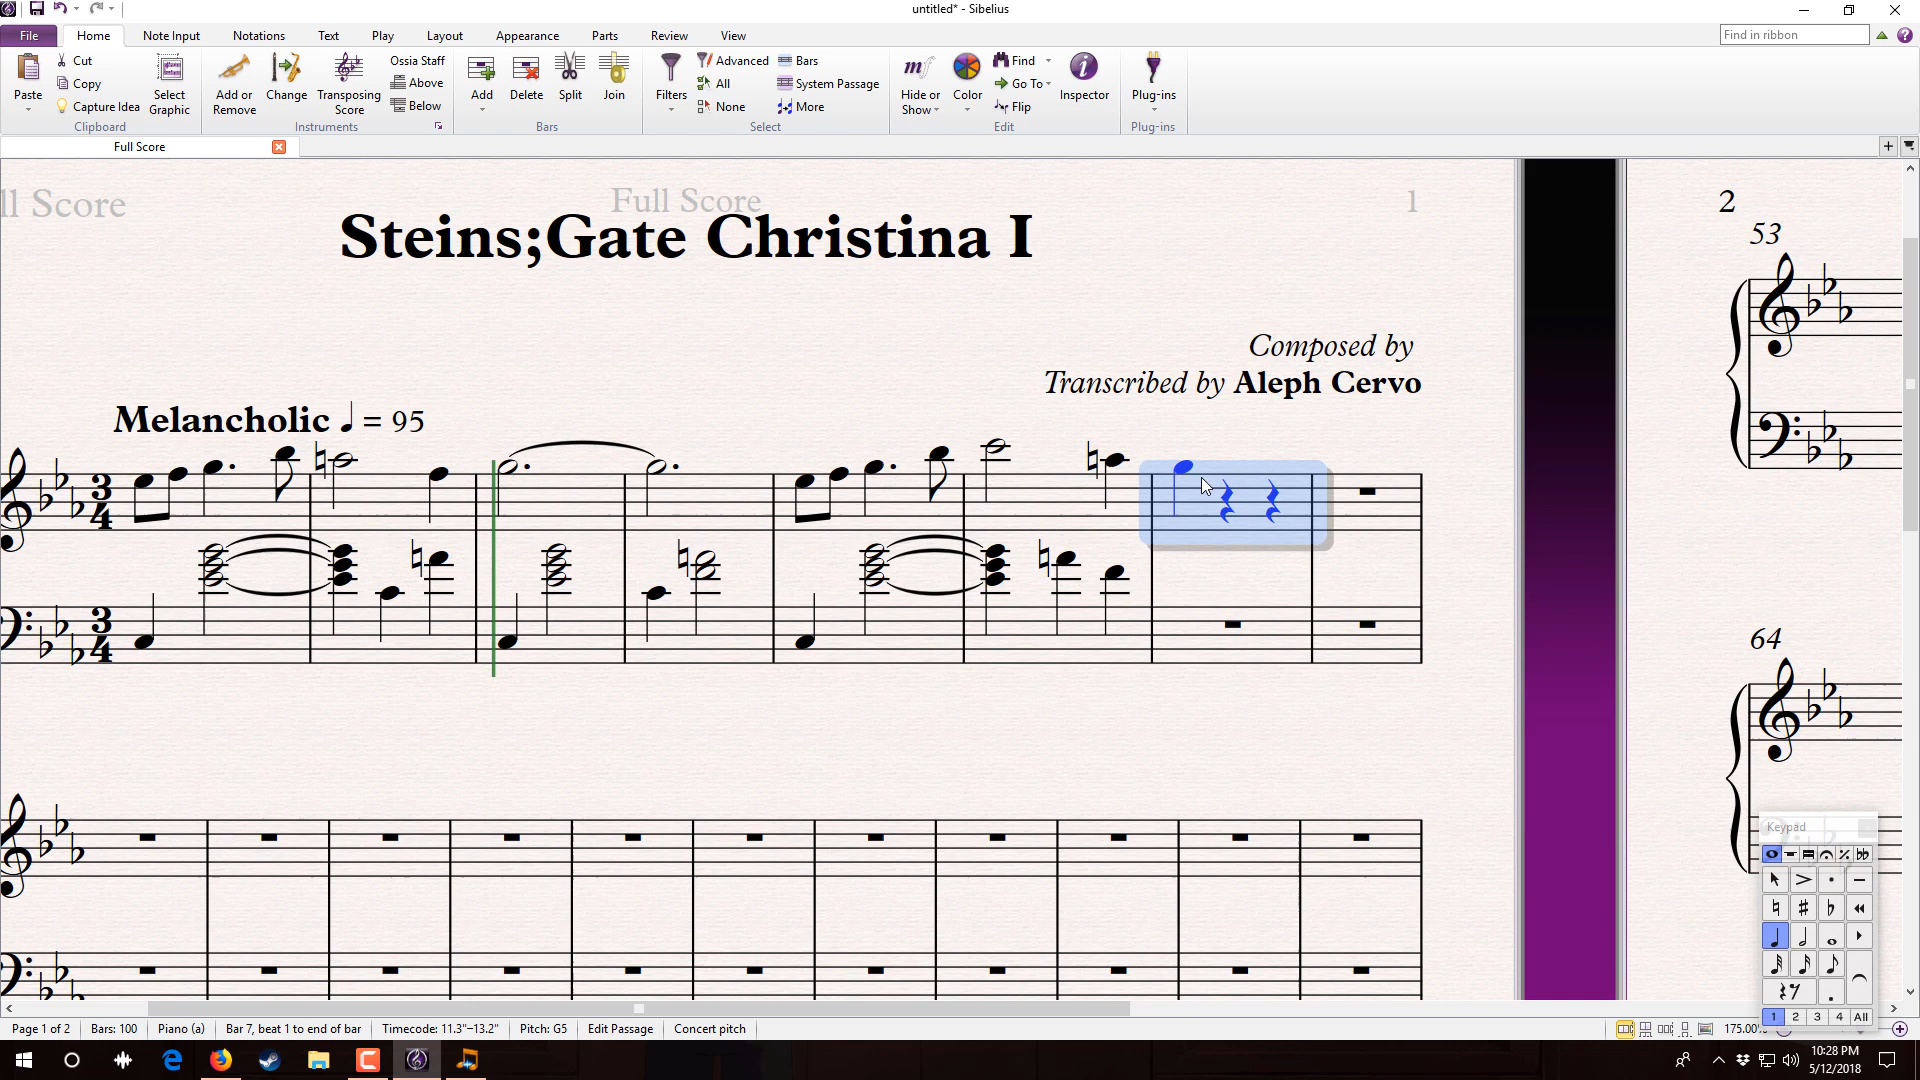 untitled* - Sibelius
File Home Note Input Notations Text Play Layout Appearance Parts Review View Find in ribbon
Paste Cut Copy Capture Idea Select Graphic
Clipboard
Add or Remove Change Transposing Score Ossia Staff Above Below
Instruments
Add Delete Split Join
Bars
Filters Advanced All None Bars System Passage More
Select
Hide or Show Color Find Go To Flip Inspector
Edit
Plug-ins
Plug-ins
Full Score
ll Score Full Score 1
Steins;Gate Christina I
Composed by
Transcribed by Aleph Cervo
Melancholic = 95
3
4
3
4
2
53
64
Keypad
1 2 3 4 All
Page 1 of 2 Bars: 100 Piano (a) Bar 7, beat 1 to end of bar Timecode: 11.3"–13.2" Pitch: G5 Edit Passage Concert pitch 175.00%
10:28 PM
5/12/2018